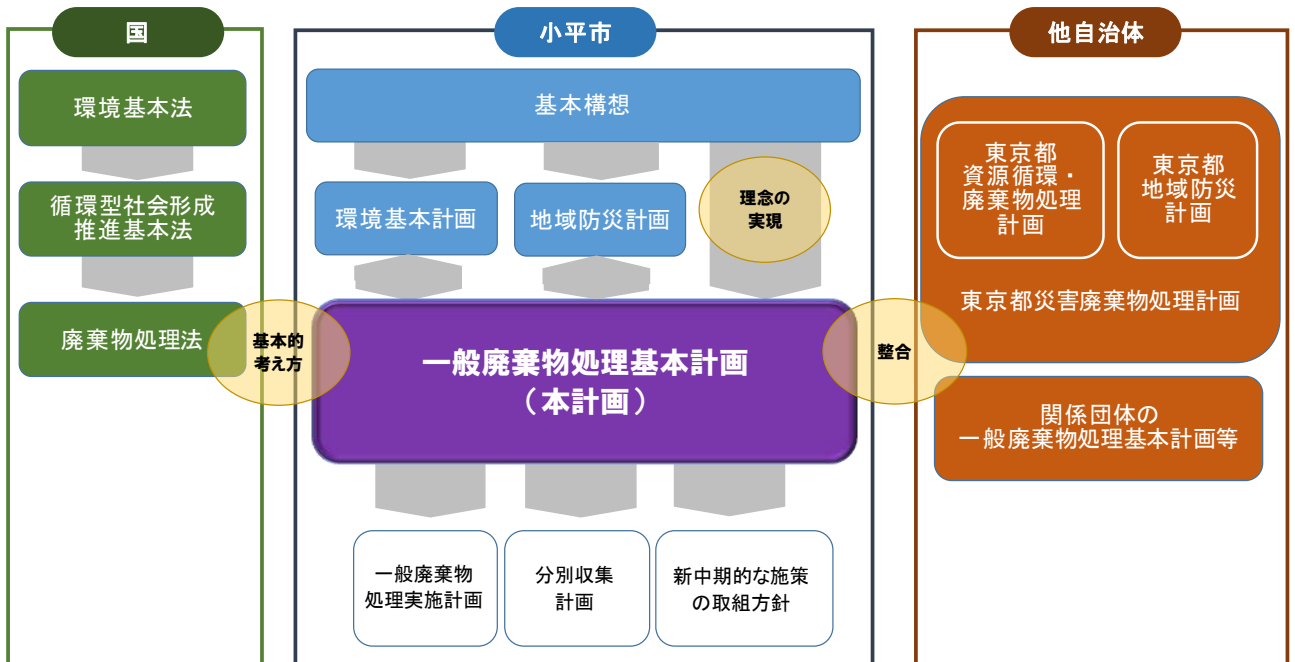 国
環境基本法
循環型社会形成
推進基本法
廃棄物処理法
基本的
考え方
小平市
基本構想
環境基本計画
地域防災計画
理念の
実現
一般廃棄物処理基本計画
（本計画）
一般廃棄物
処理実施計画
分別収集
計画
新中期的な施策
の取組方針
整合
他自治体
東京都
資源循環・
廃棄物処理
計画
東京都
地域防災
計画
東京都災害廃棄物処理計画
関係団体の
一般廃棄物処理基本計画等